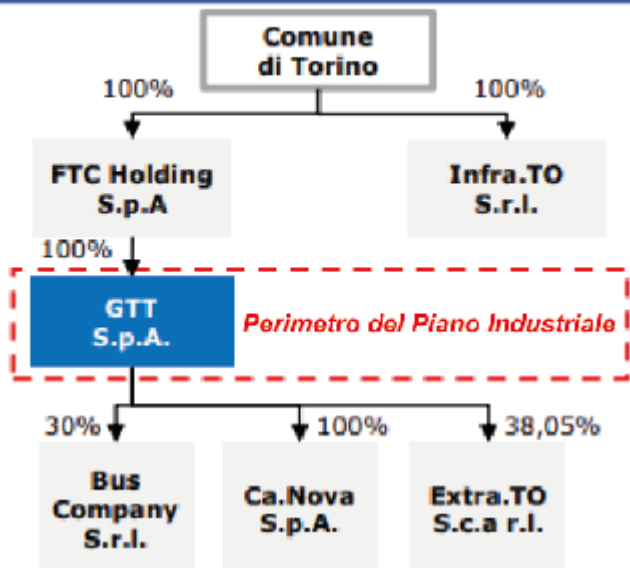 Comune
di Torino
100%
100%
FTC Holding
S.p.A
Infra.TO
S.r.l.
100%
GTT
S.p.A.
Perimetro del Piano Industriale
30%
100%
38,05%
Bus
Company
S.r.l.
Ca.Nova
S.p.A.
Extra.TO
S.c.a r.l.